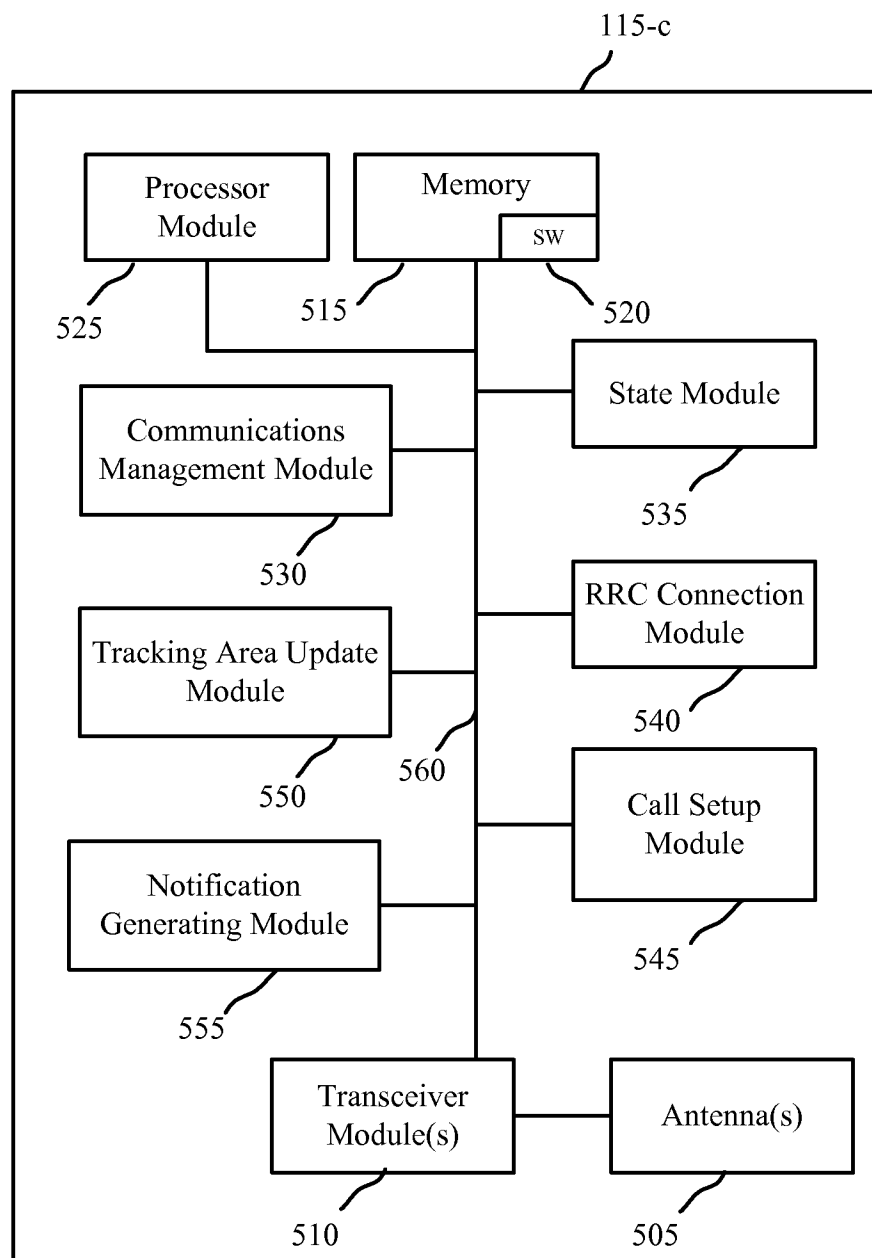 115-c
Processor
Module
Memory
SW
525
515
520
State Module
535
Communications
Management Module
530
RRC Connection
Module
540
Tracking Area Update
Module
550
560
Call Setup
Module
545
Notification
Generating Module
555
Transceiver
Module(s)
510
Antenna(s)
505